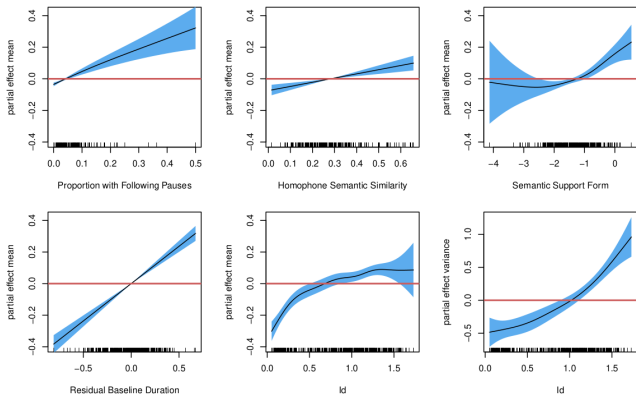 0.4
0.2
0.0
−0.2
−0.4
partial effect mean
0.0 0.1 0.2 0.3 0.4 0.5
Proportion with Following Pauses
0.4
0.2
0.0
−0.2
−0.4
partial effect mean
0.0 0.1 0.2 0.3 0.4 0.5 0.6
Homophone Semantic Similarity
0.4
0.2
0.0
−0.2
−0.4
partial effect mean
−4 −3 −2 −1 0
Semantic Support Form
0.4
0.2
0.0
−0.2
−0.4
partial effect mean
−0.5 0.0 0.5
Residual Baseline Duration
0.4
0.2
0.0
−0.2
−0.4
partial effect mean
0.0 0.5 1.0 1.5
ld
1.0
0.5
0.0
−0.5
partial effect variance
0.0 0.5 1.0 1.5
ld